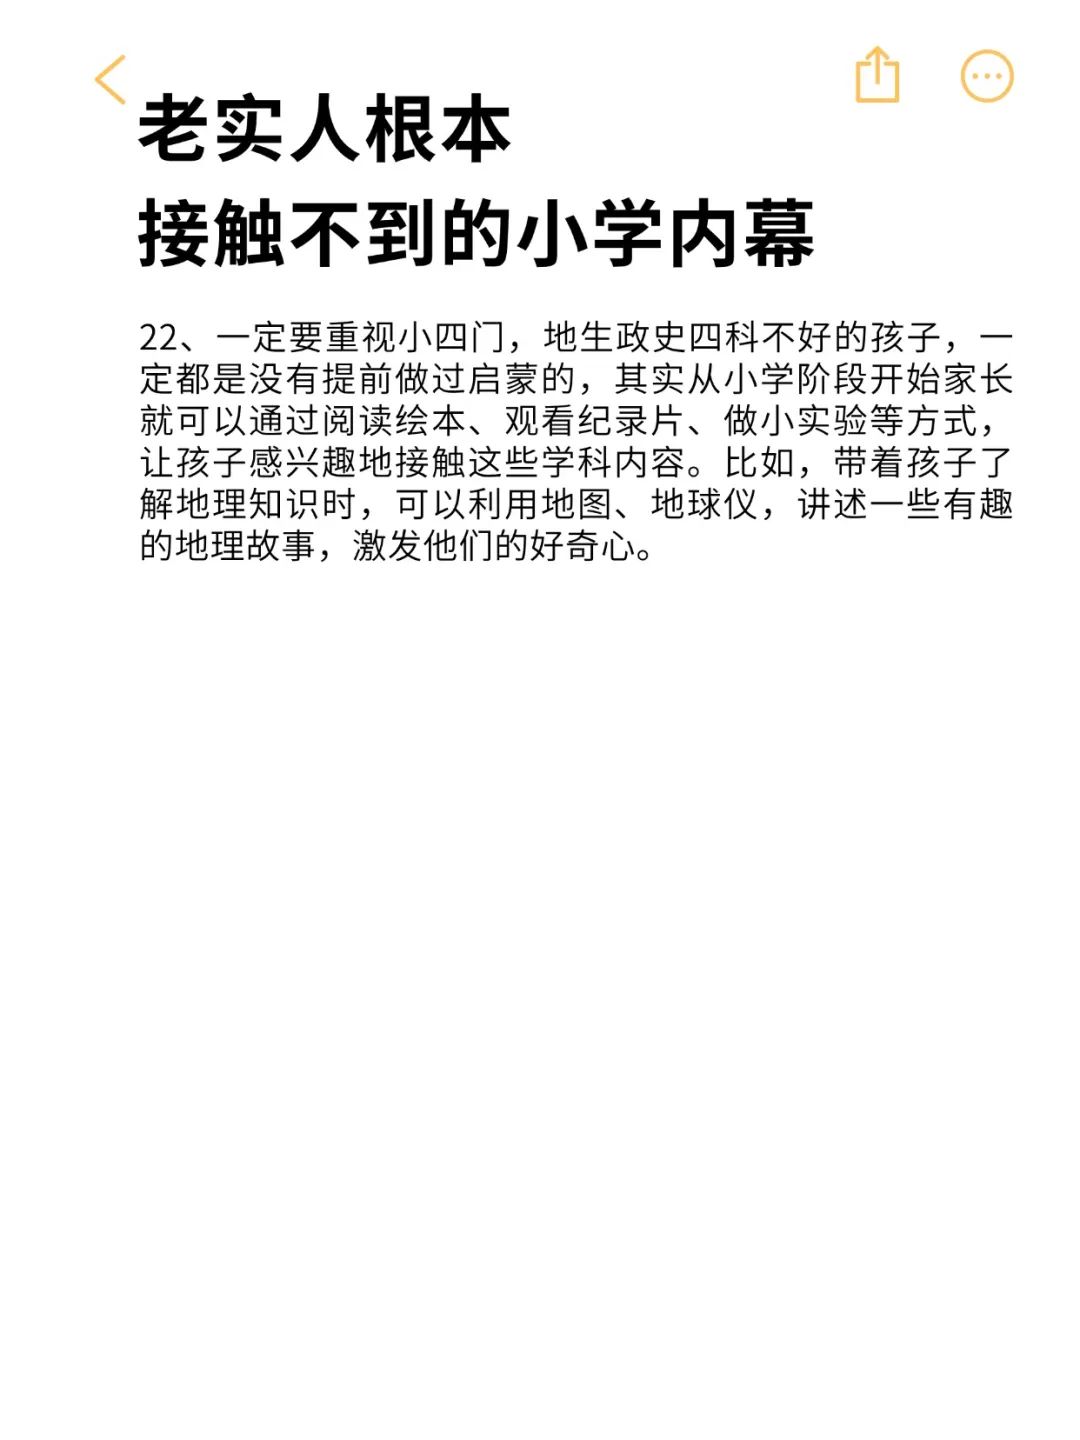 老实人根本
接触不到的小学内幕
22、一定要重视小四门，地生政史四科不好的孩子，一
定都是没有提前做过启蒙的，其实从小学阶段开始家长
就可以通过阅读绘本、观看纪录片、做小实验等方式，
让孩子感兴趣地接触这些学科内容。比如，带着孩子了
解地理知识时，可以利用地图、地球仪，讲述一些有趣
的地理故事，激发他们的好奇心。